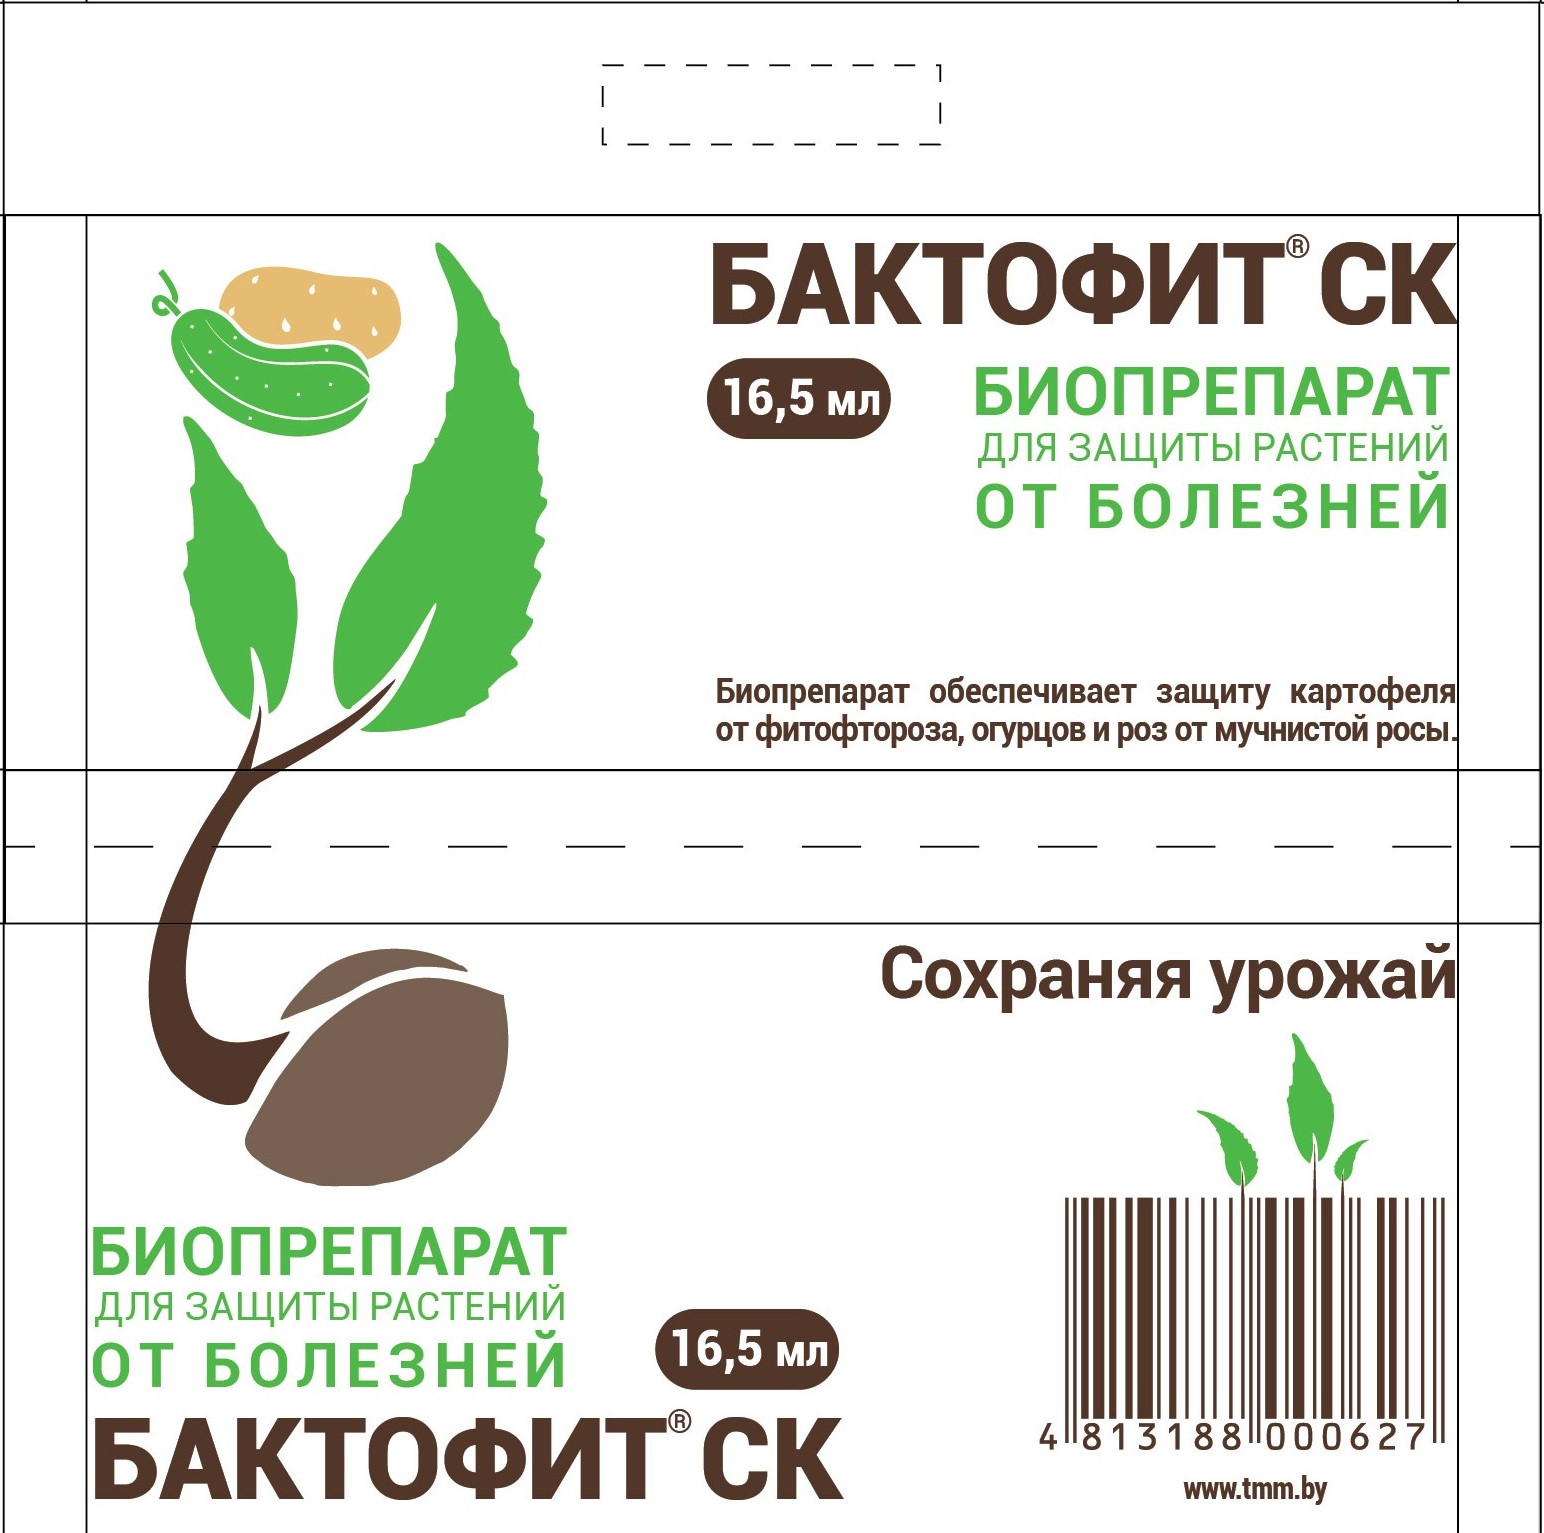 БАКТОФИТ® СК
16,5 мл
БИОПРЕПАРАТ
ДЛЯ ЗАЩИТЫ РАСТЕНИЙ
ОТ БОЛЕЗНЕЙ
Биопрепарат обеспечивает защиту картофеля
от фитофтороза, огурцов и роз от мучнистой росы.
Сохраняя урожай
БИОПРЕПАРАТ
ДЛЯ ЗАЩИТЫ РАСТЕНИЙ
ОТ БОЛЕЗНЕЙ
16,5 мл
БАКТОФИТ® СК
4 813188 000627
www.tmm.by